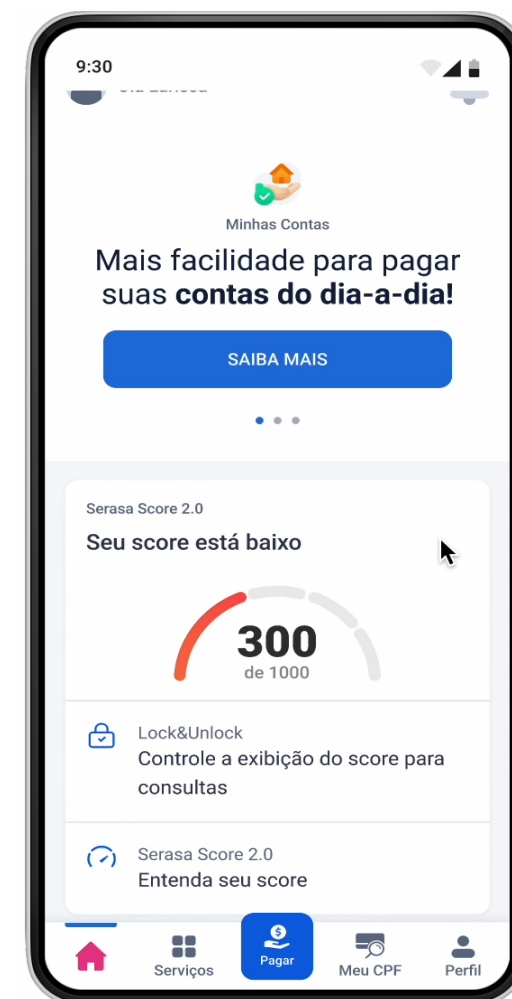 9:30
Minhas Contas
Mais facilidade para pagar
suas contas do dia-a-dia!
SAIBA MAIS
Serasa Score 2.0
Seu score está baixo
300
de 1000
Lock&Unlock
Controle a exibição do score para
consultas
Serasa Score 2.0
Entenda seu score
Serviços
Pagar
Meu CPF
Perfil